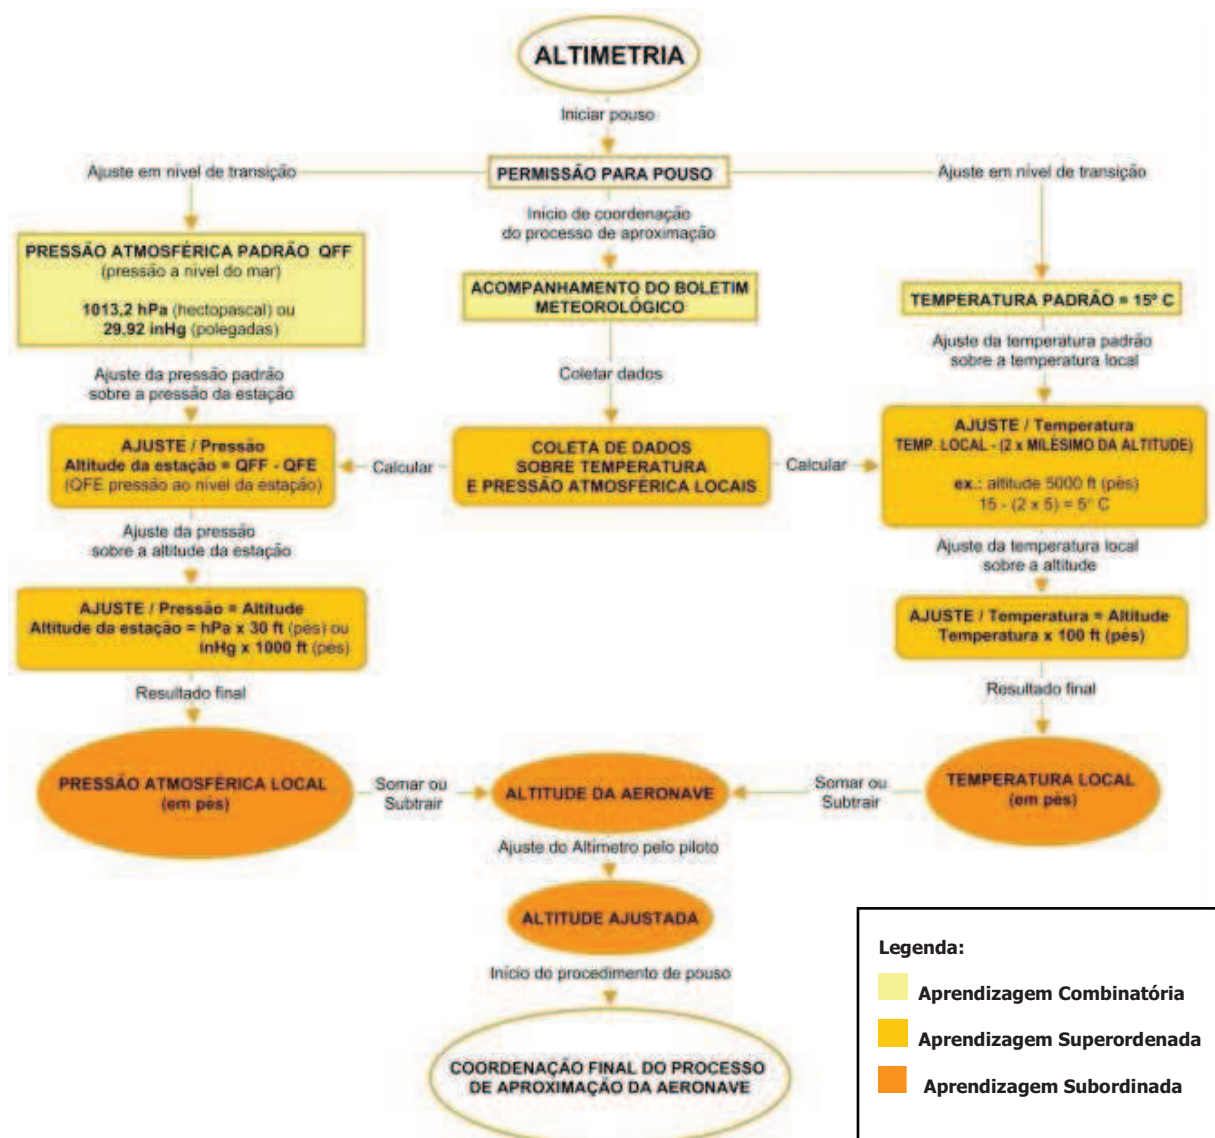 ALTIMETRIA
Iniciar pouso
Ajuste em nível de transição
PERMISSÃO PARA POUSO
Ajuste em nível de transição
PRESSÃO ATMOSFÉRICA PADRÃO QFF
(pressão a nível do mar)
1013,2 hPa (hectopascal) ou
29,92 inHg (polegadas)
Início de coordenação
do processo de aproximação
ACOMPANHAMENTO DO BOLETIM
METEOROLÓGICO
TEMPERATURA PADRÃO = 15º C
Ajuste da pressão padrão
sobre a pressão da estação
Coletar dados
Ajuste da temperatura padrão
sobre a temperatura local
AJUSTE / Pressão
Altitude da estação = QFF - QFE
(QFE pressão ao nível da estação)
Calcular
COLETA DE DADOS
SOBRE TEMPERATURA
E PRESSÃO ATMOSFÉRICA LOCAIS
Calcular
AJUSTE / Temperatura
TEMP. LOCAL - (2 x MILÉSIMO DA ALTITUDE)
ex.: altitude 5000 ft (pés)
15 - (2 x 5) = 5° C
Ajuste da pressão
sobre a altitude da estação
Ajuste da temperatura local
sobre a altitude
AJUSTE / Pressão = Altitude
Altitude da estação = hPa x 30 ft (pés) ou
inHg x 1000 ft (pés)
AJUSTE / Temperatura = Altitude
Temperatura x 100 ft (pés)
Resultado final
Resultado final
PRESSÃO ATMOSFÉRICA LOCAL
(em pés)
Somar ou
Subtrair
ALTITUDE DA AERONAVE
Somar ou
Subtrair
TEMPERATURA LOCAL
(em pés)
Ajuste do Altímetro pelo piloto
ALTITUDE AJUSTADA
Início do procedimento de pouso
COORDENAÇÃO FINAL DO PROCESSO
DE APROXIMAÇÃO DA AERONAVE
Legenda:
Aprendizagem Combinatória
Aprendizagem Superordenada
Aprendizagem Subordinada